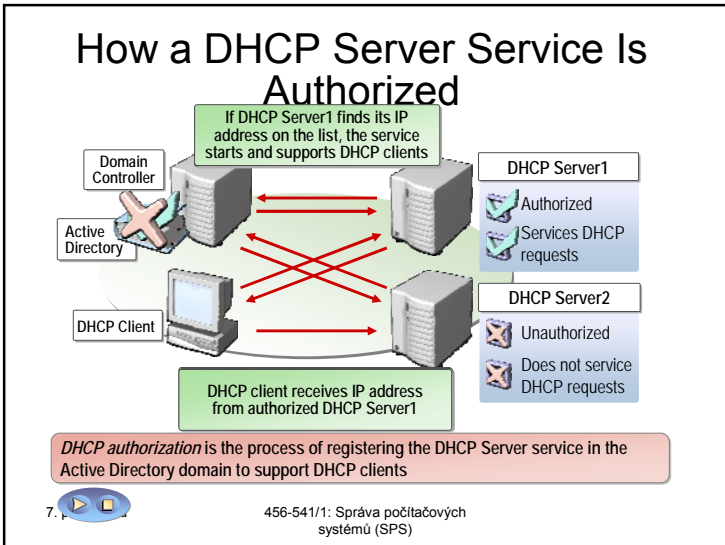 How a DHCP Server Service Is
Authorized
If DHCP Server1 finds its IP
address on the list, the service
starts and supports DHCP clients
Domain
Controller
Active
Directory
DHCP Client
DHCP Server1
Authorized
Services DHCP
requests
DHCP Server2
Unauthorized
Does not service
DHCP requests
DHCP client receives IP address
from authorized DHCP Server1
DHCP authorization is the process of registering the DHCP Server service in the
Active Directory domain to support DHCP clients
7.
456-541/1: Správa počítačových
systémů (SPS)